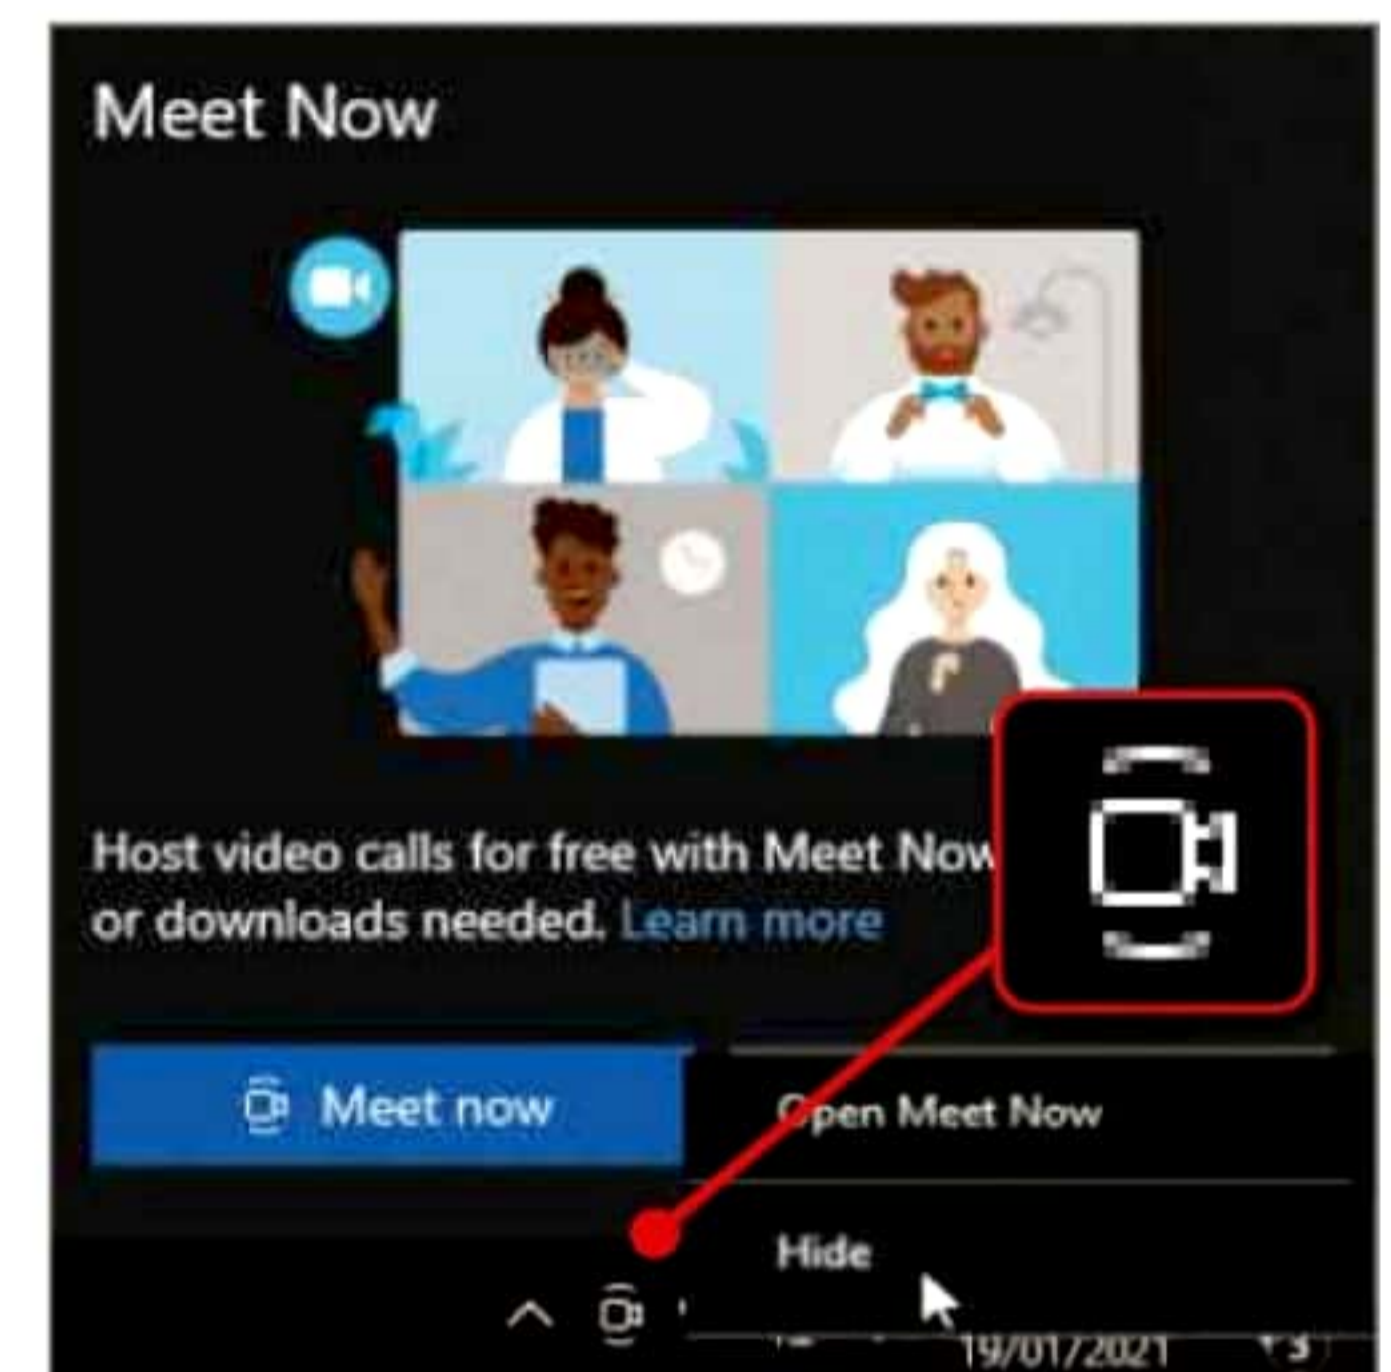 Meet Now
Host video calls for free with Meet Now
or downloads needed. Learn more
Meet now
Open Meet Now
Hide
19/01/2021
3